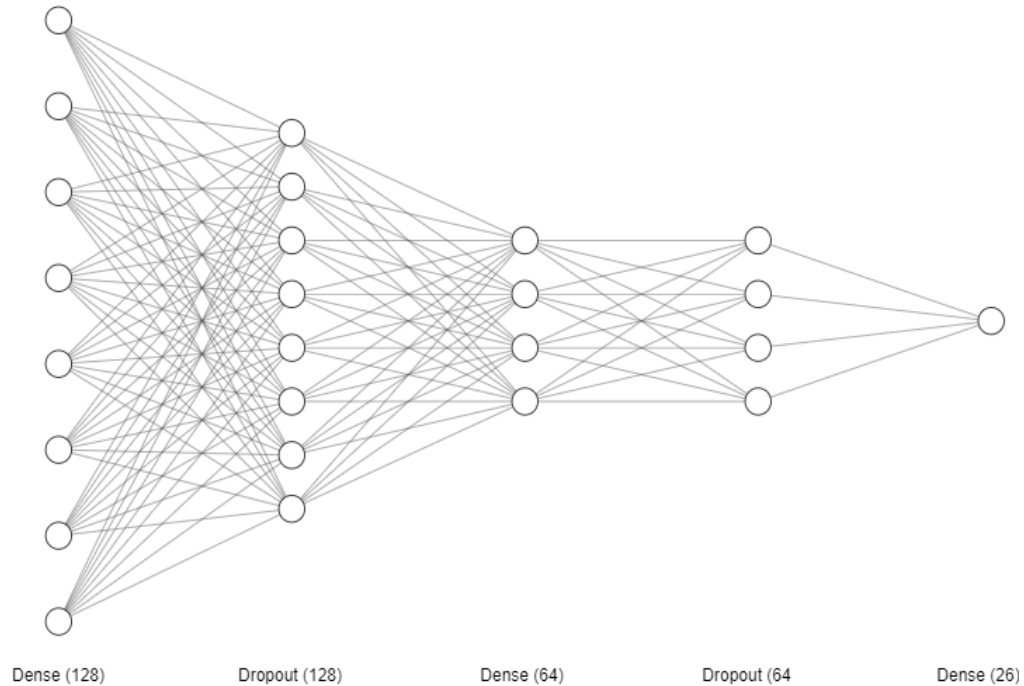 Dense (128)
Dropout (128)
Dense (64)
Dropout (64
Dense (26)